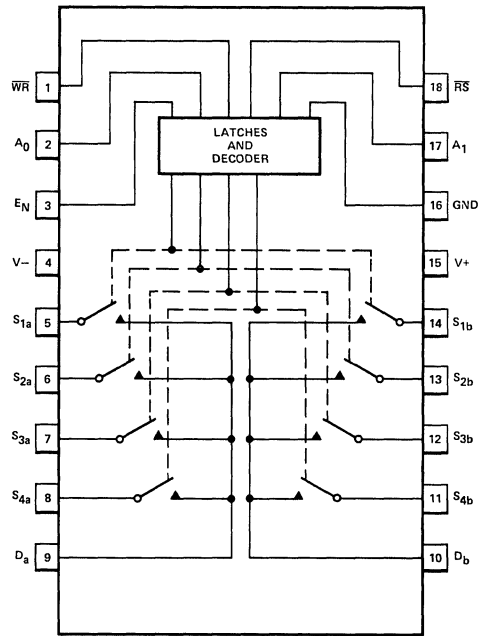 WR 1
18 RS
A0 2
17 A1
LATCHES
AND
DECODER
EN 3
16 GND
V− 4
15 V+
S1a 5
14 S1b
S2a 6
13 S2b
S3a 7
12 S3b
S4a 8
11 S4b
Da 9
10 Db